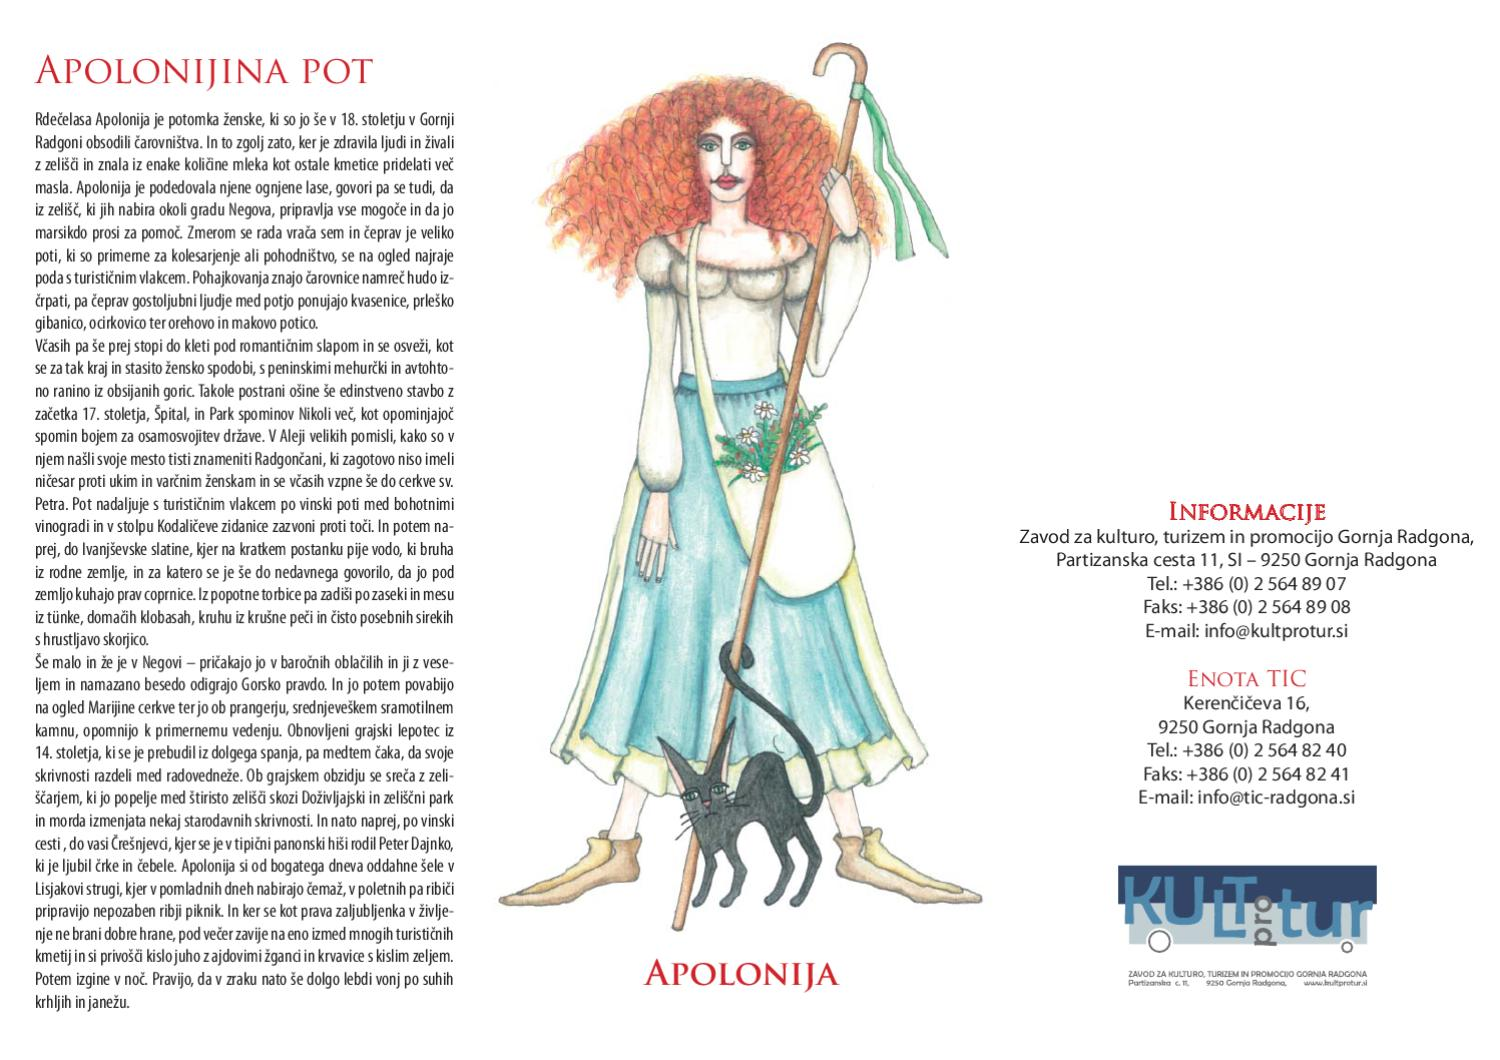 APOLONIJINA POT
Rdečelasa Apolonija je potomka ženske, ki so jo še v 18. stoletju v Gornji
Radgoni obsodili čarovništva. In to zgolj zato, ker je zdravila ljudi in živali
z zelišči in znala iz enake količine mleka kot ostale kmetice pridelati več
masla. Apolonija je podedovala njene ognjene lase, govori pa se tudi, da
iz zelišč, ki jih nabira okoli gradu Negova, pripravlja vse mogoče in da jo
marsikdo prosi za pomoč. Zmerom se rada vrača sem in čeprav je veliko
poti, ki so primerne za kolesarjenje ali pohodništvo, se na ogled najraje
poda s turističnim vlakcem. Pohajkovanja znajo čarovnice namreč hudo iz-
črpati, pa čeprav gostoljubni ljudje med potjo ponujajo kvasenice, prleško
gibanico, ocirkovico ter orehovo in makovo potico.
Včasih pa še prej stopi do kleti pod romantičnim slapom in se osveži, kot
se za tak kraj in stasito žensko spodobi, s peninskimi mehurčki in avtohto-
no ranino iz obsijanih goric. Takole postrani ošine še edinstveno stavbo z
začetka 17. stoletja, Špital, in Park spominov Nikoli več, kot opominjajoč
spomin bojem za osamosvojitev države. V Aleji velikih pomisli, kako so v
njem našli svoje mesto tisti znameniti Radgončani, ki zagotovo niso imeli
ničesar proti ukim in varčnim ženskam in se včasih vzpne še do cerkve sv.
Petra. Pot nadaljuje s turističnim vlakcem po vinski poti med bohotnimi
vinogradi in v stolpu Kodaličeve zidanice zazvoni proti toči. In potem na-
prej, do Ivanjševske slatine, kjer na kratkem postanku pije vodo, ki bruha
iz rodne zemlje, in za katero se je še do nedavnega govorilo, da jo pod
zemljo kuhajo prav coprnice. Iz popotne torbice pa zadiši po zaseki in mesu
iz tünke, domačih klobasah, kruhu iz krušne peči in čisto posebnih sirekih
s hrustljavo skorjico.
Še malo in že je v Negovi – pričakajo jo v baročnih oblačilih in ji z vese-
ljem in namazano besedo odigrajo Gorsko pravdo. In jo potem povabijo
na ogled Marijine cerkve ter jo ob prangerju, srednjeveškem sramotilnem
kamnu, opomnijo k primernemu vedenju. Obnovljeni grajski lepotec iz
14. stoletja, ki se je prebudil iz dolgega spanja, pa medtem čaka, da svoje
skrivnosti razdeli med radovedneže. Ob grajskem obzidju se sreča z zeli-
ščarjem, ki jo popelje med štiristo zelišči skozi Doživljajski in zeliščni park
in morda izmenjata nekaj starodavnih skrivnosti. In nato naprej, po vinski
cesti , do vasi Črešnjevci, kjer se je v tipični panonski hiši rodil Peter Dajnko,
ki je ljubil črke in čebele. Apolonija si od bogatega dneva oddahne šele v
Lisjakovi strugi, kjer v pomladnih dneh nabirajo čemaž, v poletnih pa ribiči
pripravijo nepozaben ribji piknik. In ker se kot prava zaljubljenka v življe-
nje ne brani dobre hrane, pod večer zavije na eno izmed mnogih turističnih
kmetij in si privošči kislo juho z ajdovimi žganci in krvavice s kislim zeljem.
Potem izgine v noč. Pravijo, da v zraku nato še dolgo lebdi vonj po suhih
krhljih in janežu.
APOLONIJA
INFORMACIJE
Zavod za kulturo, turizem in promocijo Gornja Radgona,
Partizanska cesta 11, SI – 9250 Gornja Radgona
Tel.: +386 (0) 2 564 89 07
Faks: +386 (0) 2 564 89 08
E-mail: info@kultprotur.si
ENOTA TIC
Kerenčičeva 16,
9250 Gornja Radgona
Tel.: +386 (0) 2 564 82 40
Faks: +386 (0) 2 564 82 41
E-mail: info@tic-radgona.si
KULTprotur
ZAVOD ZA KULTURO, TURIZEM IN PROMOCIJO GORNJA RADGONA
Partizanska c. 11, 9250 Gornja Radgona, www.kultprotur.si